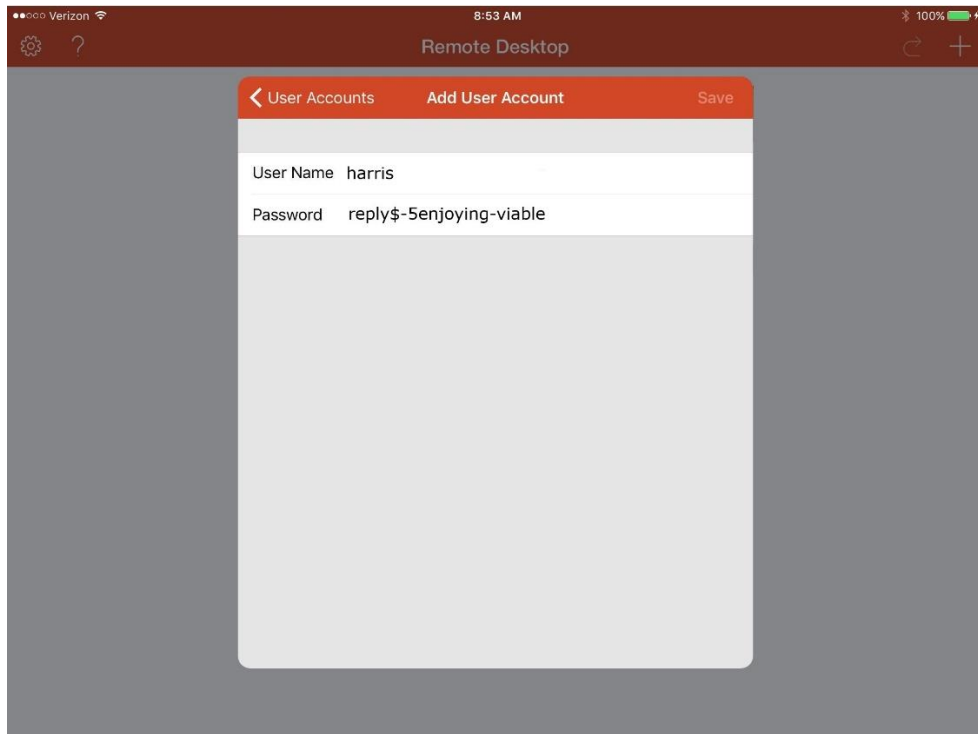 Verizon 8:53 AM 100%
? Remote Desktop
User Accounts Add User Account Save
User Name harris
Password reply$-5enjoying-viable